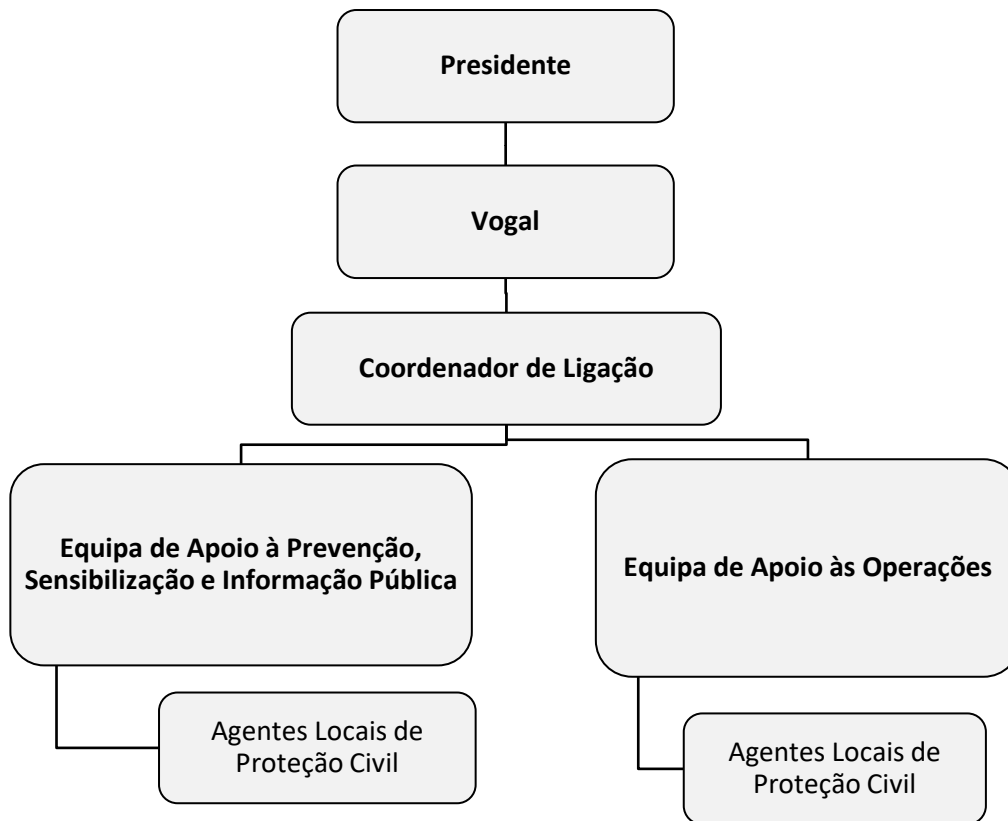 Presidente
Vogal
Coordenador de Ligação
Equipa de Apoio à Prevenção,
Sensibilização e Informação Pública
Equipa de Apoio às Operações
Agentes Locais de
Proteção Civil
Agentes Locais de
Proteção Civil